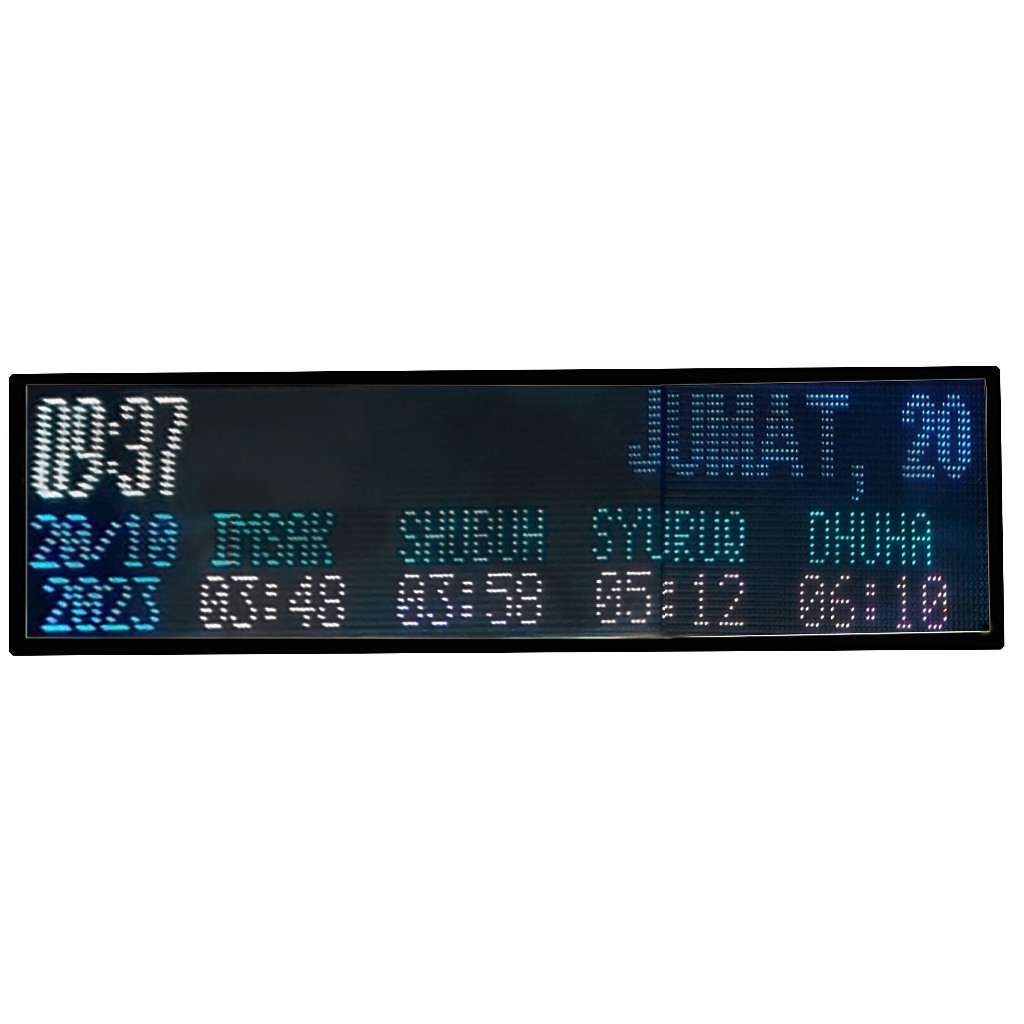 09:37 JUMAT, 20
20/10 IMSAK SHUBUH SYURUQ DHUHA
2023 03:48 03:58 05:12 06:10